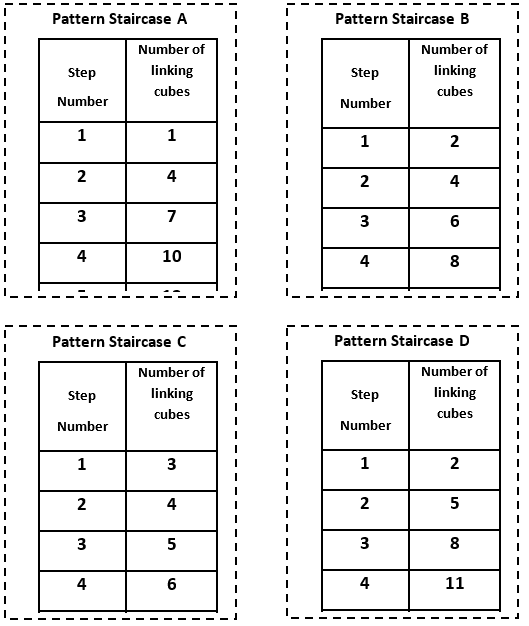 Pattern Staircase A
Step
Number
Number of
linking
cubes
1 1
2 4
3 7
4 10
Pattern Staircase B
Step
Number
Number of
linking
cubes
1 2
2 4
3 6
4 8
Pattern Staircase C
Step
Number
Number of
linking
cubes
1 3
2 4
3 5
4 6
Pattern Staircase D
Step
Number
Number of
linking
cubes
1 2
2 5
3 8
4 11